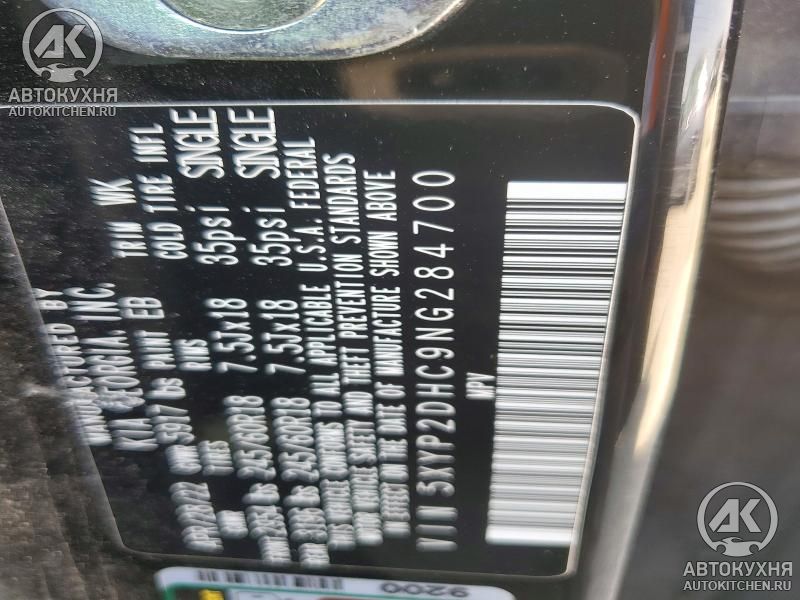 АВТОКУХНЯ
AUTOKITCHEN.RU
MANUFACTURED BY
KIA GEORGIA, INC.
PAINT EB TRIM WK
TIRES RIMS COLD TIRE INFL
245/60R18 7.5Jx18 35psi SINGLE
245/60R18 7.5Jx18 35psi SINGLE
THIS VEHICLE CONFORMS TO ALL APPLICABLE U.S.A. FEDERAL
MOTOR VEHICLE SAFETY AND THEFT PREVENTION STANDARDS
IN EFFECT ON THE DATE OF MANUFACTURE SHOWN ABOVE
VIN 5XYP2DHC9NG284700
MPV
9200
АВТОКУХНЯ
AUTOKITCHEN.RU